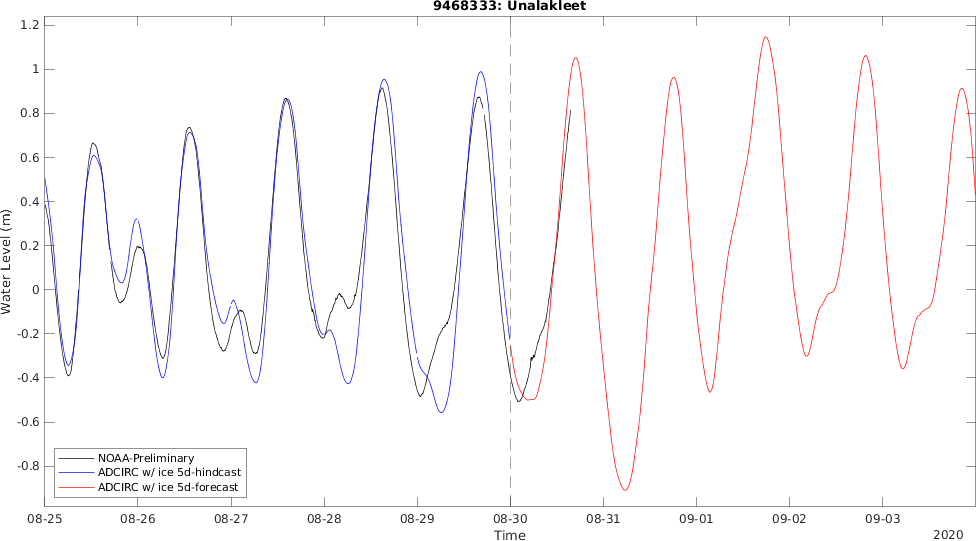 9468333: Unalakleet
Water Level (m)
1.2
1
0.8
0.6
0.4
0.2
0
-0.2
-0.4
-0.6
-0.8
NOAA-Preliminary
ADCIRC w/ ice 5d-hindcast
ADCIRC w/ ice 5d-forecast
08-25 08-26 08-27 08-28 08-29 08-30 08-31 09-01 09-02 09-03
Time
2020